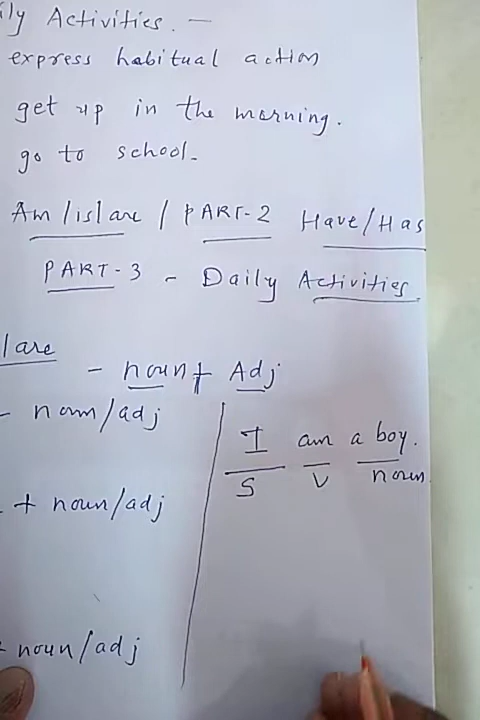 ily Activities. —
express habitual action
get up in the morning.
go to school.
Am/is/are / PART-2 Have/Has
PART-3 - Daily Activities
/are
- noun + Adj
- noun/adj
I am a boy.
S V noun
+ noun/adj
noun/adj